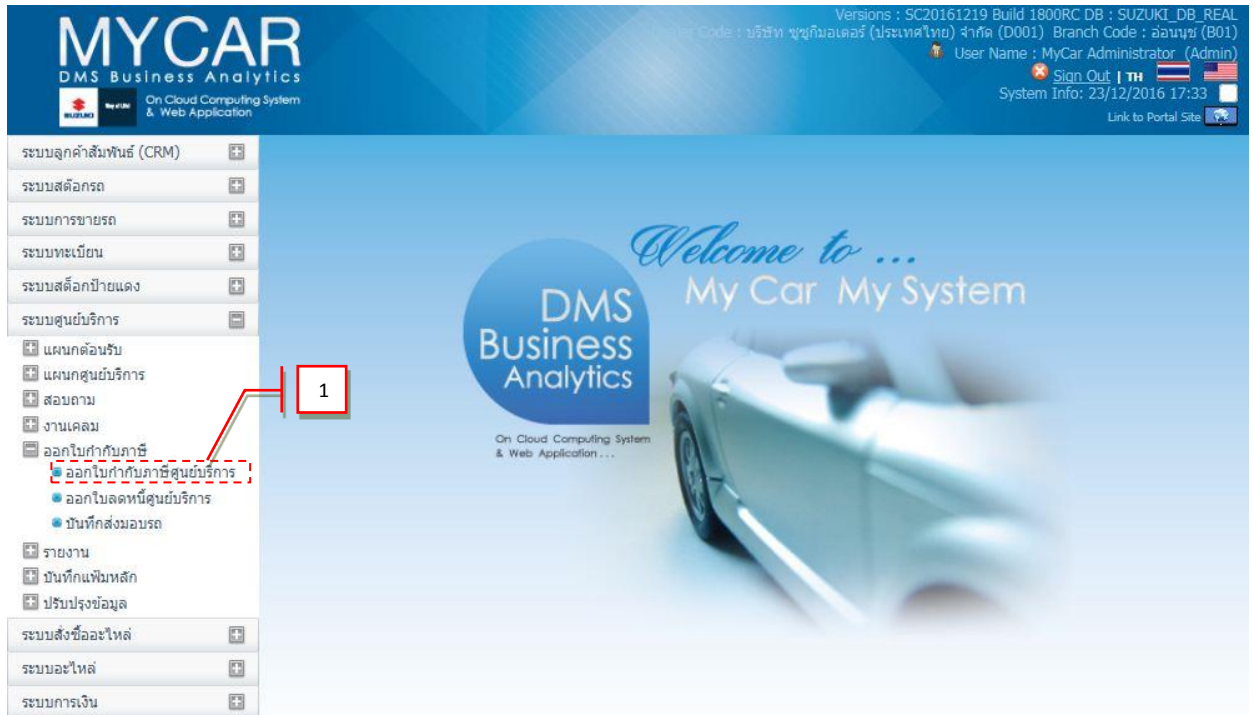 MYCAR
DMS Business Analytics
On Cloud Computing System
& Web Application
SUZUKI
Way of Life!
Versions : SC20161219 Build 1800RC DB : SUZUKI_DB_REAL
Code : บริษัท ซูซูกิมอเตอร์ (ประเทศไทย) จำกัด (D001) Branch Code : อ่อนนุช (B01)
User Name : MyCar Administrator (Admin)
Sign Out | TH
System Info: 23/12/2016 17:33
Link to Portal Site
ระบบลูกค้าสัมพันธ์ (CRM)
ระบบสต๊อกรถ
ระบบการขายรถ
ระบบทะเบียน
ระบบสต็อกป้ายแดง
ระบบศูนย์บริการ
แผนกต้อนรับ
แผนกศูนย์บริการ
สอบถาม
งานเคลม
ออกใบกำกับภาษี
ออกใบกำกับภาษีศูนย์บริการ
ออกใบลดหนี้ศูนย์บริการ
บันทึกส่งมอบรถ
รายงาน
บันทึกแฟ้มหลัก
ปรับปรุงข้อมูล
ระบบสั่งซื้ออะไหล่
ระบบอะไหล่
ระบบการเงิน
1
Welcome to ...
My Car My System
DMS
Business
Analytics
On Cloud Computing System
& Web Application . . .